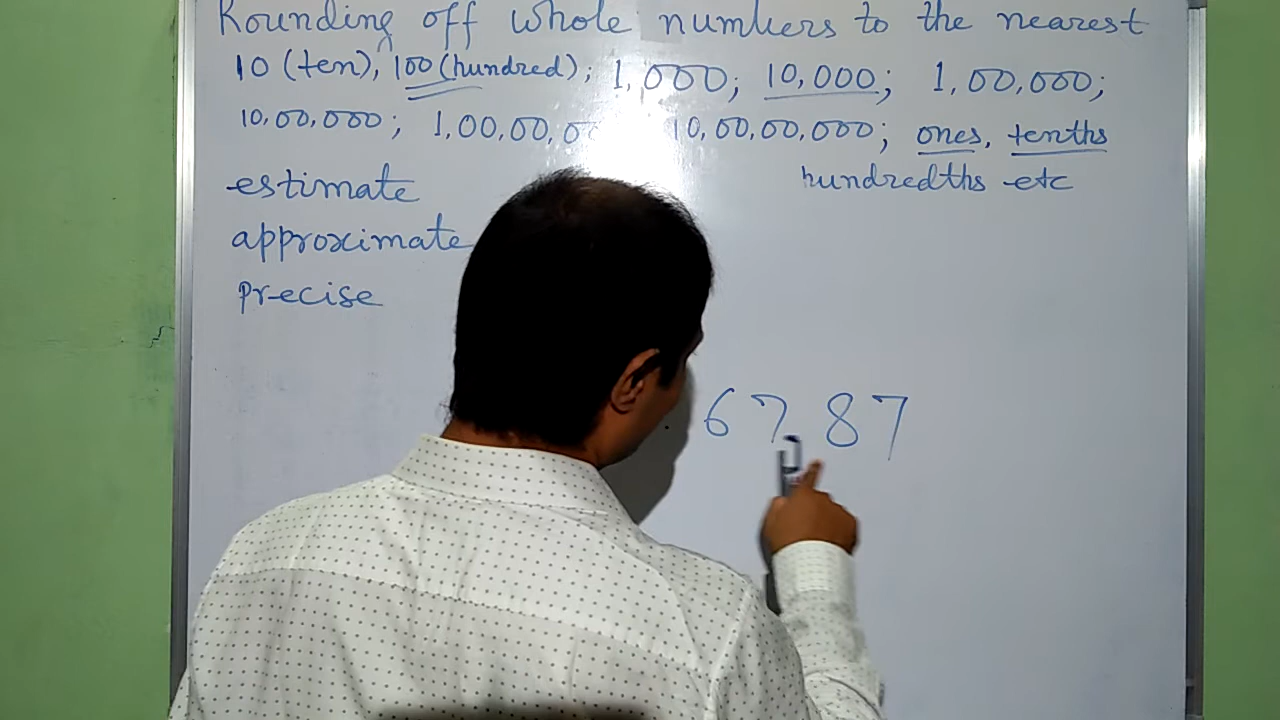 Rounding off whole numbers to the nearest
10 (ten), 100 (hundred); 1,000; 10,000; 1,00,000;
10,00,000; 1,00,00,0 10,00,00,000; ones, tenths
hundredths etc
estimate
approximate
precise
67 87